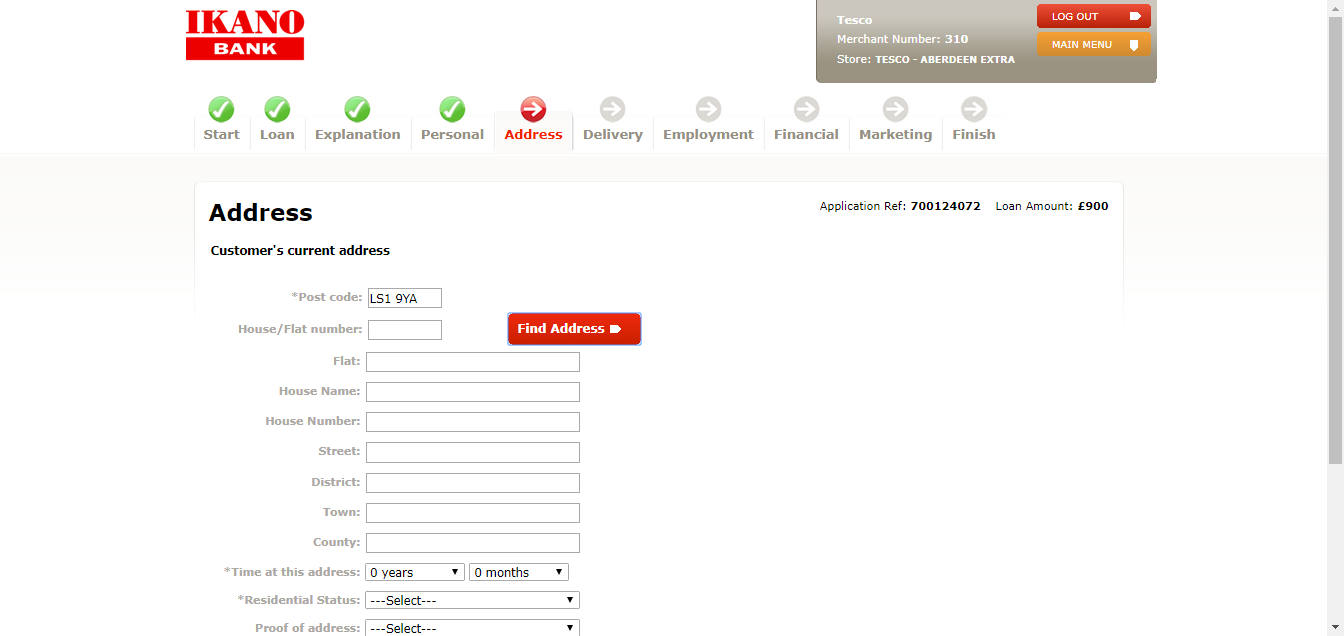 IKANO
BANK
Tesco
Merchant Number: 310
Store: TESCO - ABERDEEN EXTRA
LOG OUT
MAIN MENU
Start Loan Explanation Personal Address Delivery Employment Financial Marketing Finish
Address
Application Ref: 700124072 Loan Amount: £900
Customer's current address
*Post code: LS1 9YA
House/Flat number:
Find Address
Flat:
House Name:
House Number:
Street:
District:
Town:
County:
*Time at this address: 0 years 0 months
*Residential Status: ---Select---
Proof of address: ---Select---